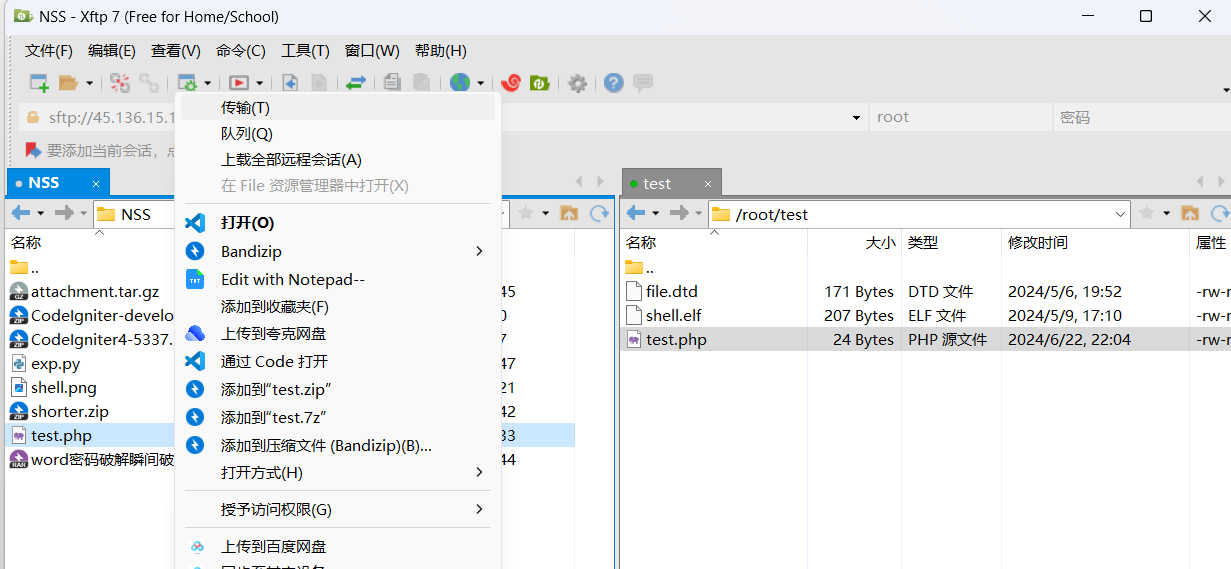 NSS - Xftp 7 (Free for Home/School)
文件(F) 编辑(E) 查看(V) 命令(C) 工具(T) 窗口(W) 帮助(H)
sftp://45.136.15.1 root 密码
要添加当前会话，点
NSS × test ×
NSS /root/test
名称
..
attachment.tar.gz 45
CodeIgniter-develo 0
CodeIgniter4-5337. 7
exp.py 47
shell.png 21
shorter.zip 42
test.php 33
word密码破解瞬间破 44
传输(T)
队列(Q)
上载全部远程会话(A)
在 File 资源管理器中打开(X)
打开(O)
Bandizip
Edit with Notepad--
添加到收藏夹(F)
上传到夸克网盘
通过 Code 打开
添加到“test.zip”
添加到“test.7z”
添加到压缩文件 (Bandizip)(B)...
打开方式(H)
授予访问权限(G)
上传到百度网盘
名称 大小 类型 修改时间 属性
..
file.dtd 171 Bytes DTD 文件 2024/5/6, 19:52 -rw-r
shell.elf 207 Bytes ELF 文件 2024/5/9, 17:10 -rw-r
test.php 24 Bytes PHP 源文件 2024/6/22, 22:04 -rw-r